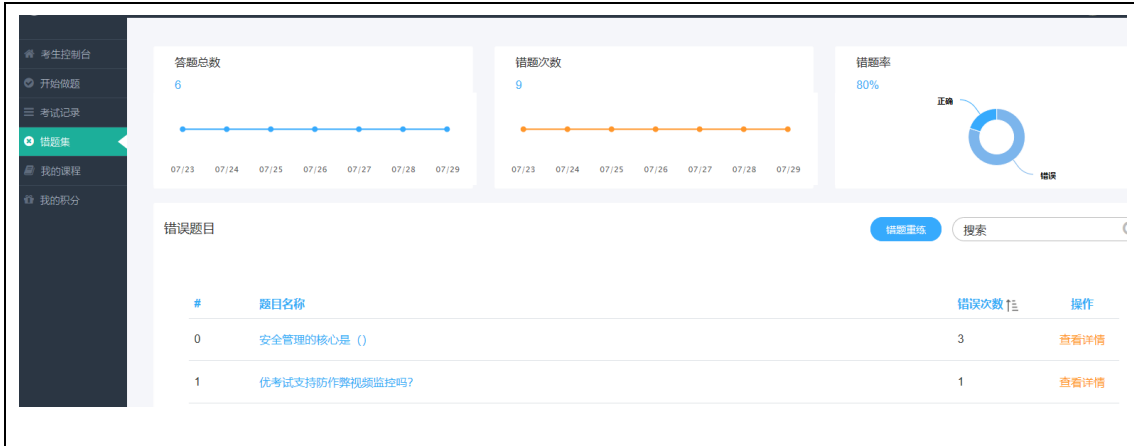 考生控制台
开始做题
考试记录
错题集
我的课程
我的积分
答题总数
6
07/23 07/24 07/25 07/26 07/27 07/28 07/29
错题次数
9
07/23 07/24 07/25 07/26 07/27 07/28 07/29
错题率
80%
正确
错误
错误题目
错题重练 搜索
# 题目名称 错误次数 操作
0 安全管理的核心是（） 3 查看详情
1 优考试支持防作弊视频监控吗? 1 查看详情